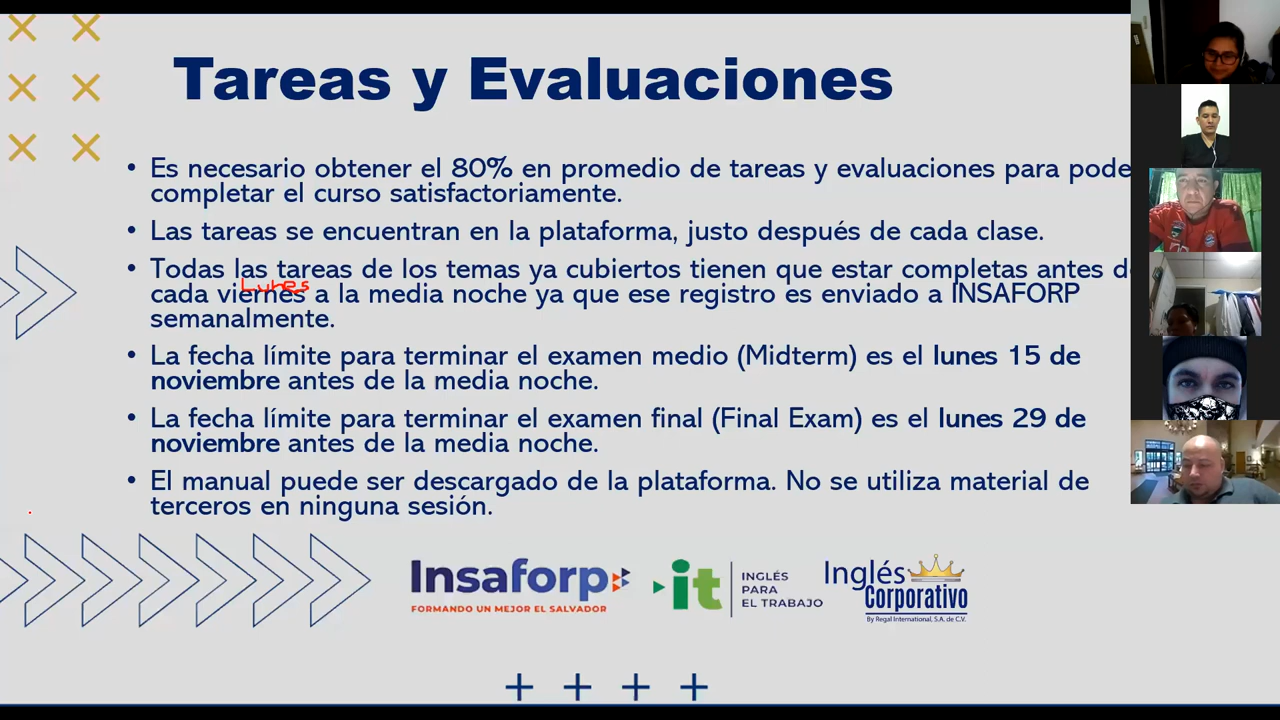 Tareas y Evaluaciones
• Es necesario obtener el 80% en promedio de tareas y evaluaciones para pode
completar el curso satisfactoriamente.
• Las tareas se encuentran en la plataforma, justo después de cada clase.
• Todas las tareas de los temas ya cubiertos tienen que estar completas antes d
Lunes
cada viernes a la media noche ya que ese registro es enviado a INSAFORP
semanalmente.
• La fecha límite para terminar el examen medio (Midterm) es el lunes 15 de
noviembre antes de la media noche.
• La fecha límite para terminar el examen final (Final Exam) es el lunes 29 de
noviembre antes de la media noche.
• El manual puede ser descargado de la plataforma. No se utiliza material de
terceros en ninguna sesión.
Insaforp
FORMANDO UN MEJOR EL SALVADOR
it
INGLÉS
PARA
EL TRABAJO
Inglés
Corporativo
By Regal International, S.A. de C.V.